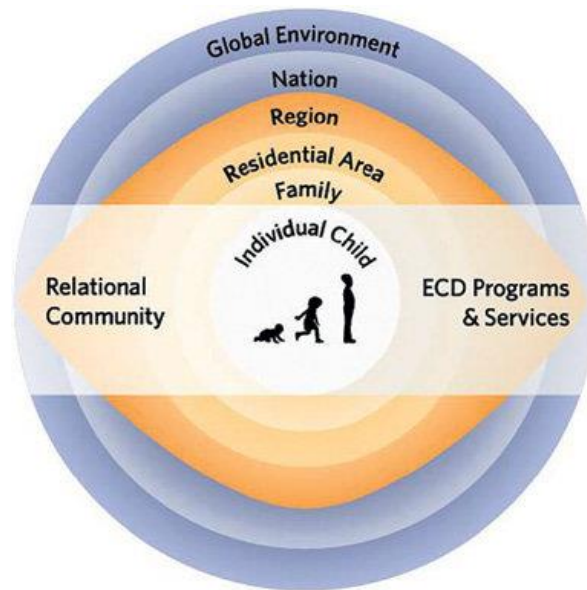 Global Environment
Nation
Region
Residential Area
Family
Individual Child
Relational
Community
ECD Programs
& Services